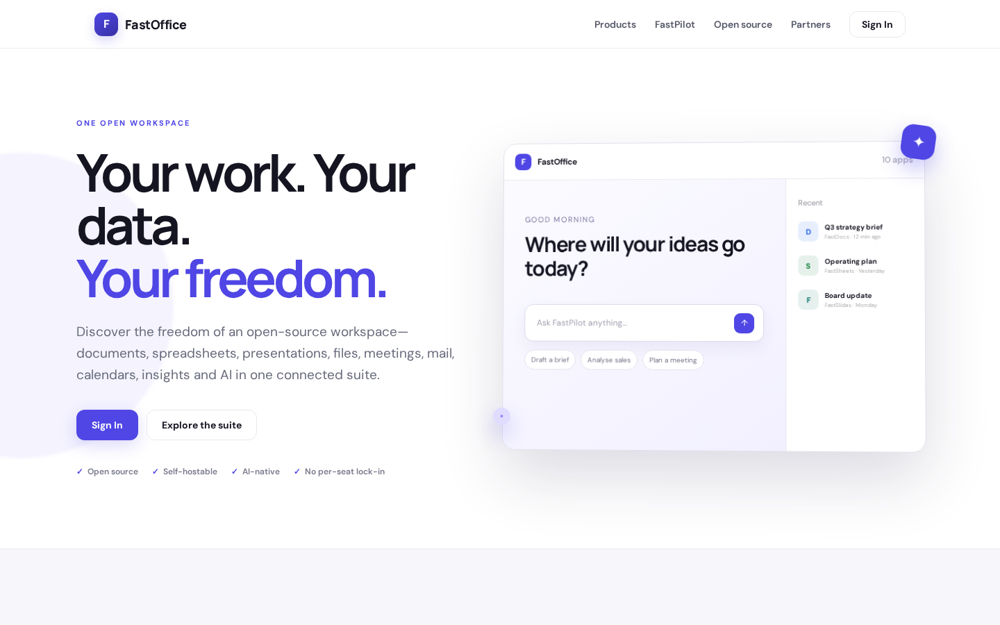 F FastOffice
Products FastPilot Open source Partners Sign In
ONE OPEN WORKSPACE
Your work. Your
data.
Your freedom.
Discover the freedom of an open-source workspace—
documents, spreadsheets, presentations, files, meetings, mail,
calendars, insights and AI in one connected suite.
Sign In Explore the suite
✓ Open source ✓ Self-hostable ✓ AI-native ✓ No per-seat lock-in
F FastOffice 10 apps
GOOD MORNING
Where will your ideas go
today?
Ask FastPilot anything...
Draft a brief Analyse sales Plan a meeting
Recent
D Q3 strategy brief
FastDocs · 12 min ago
S Operating plan
FastSheets · Yesterday
F Board update
FastSlides · Monday